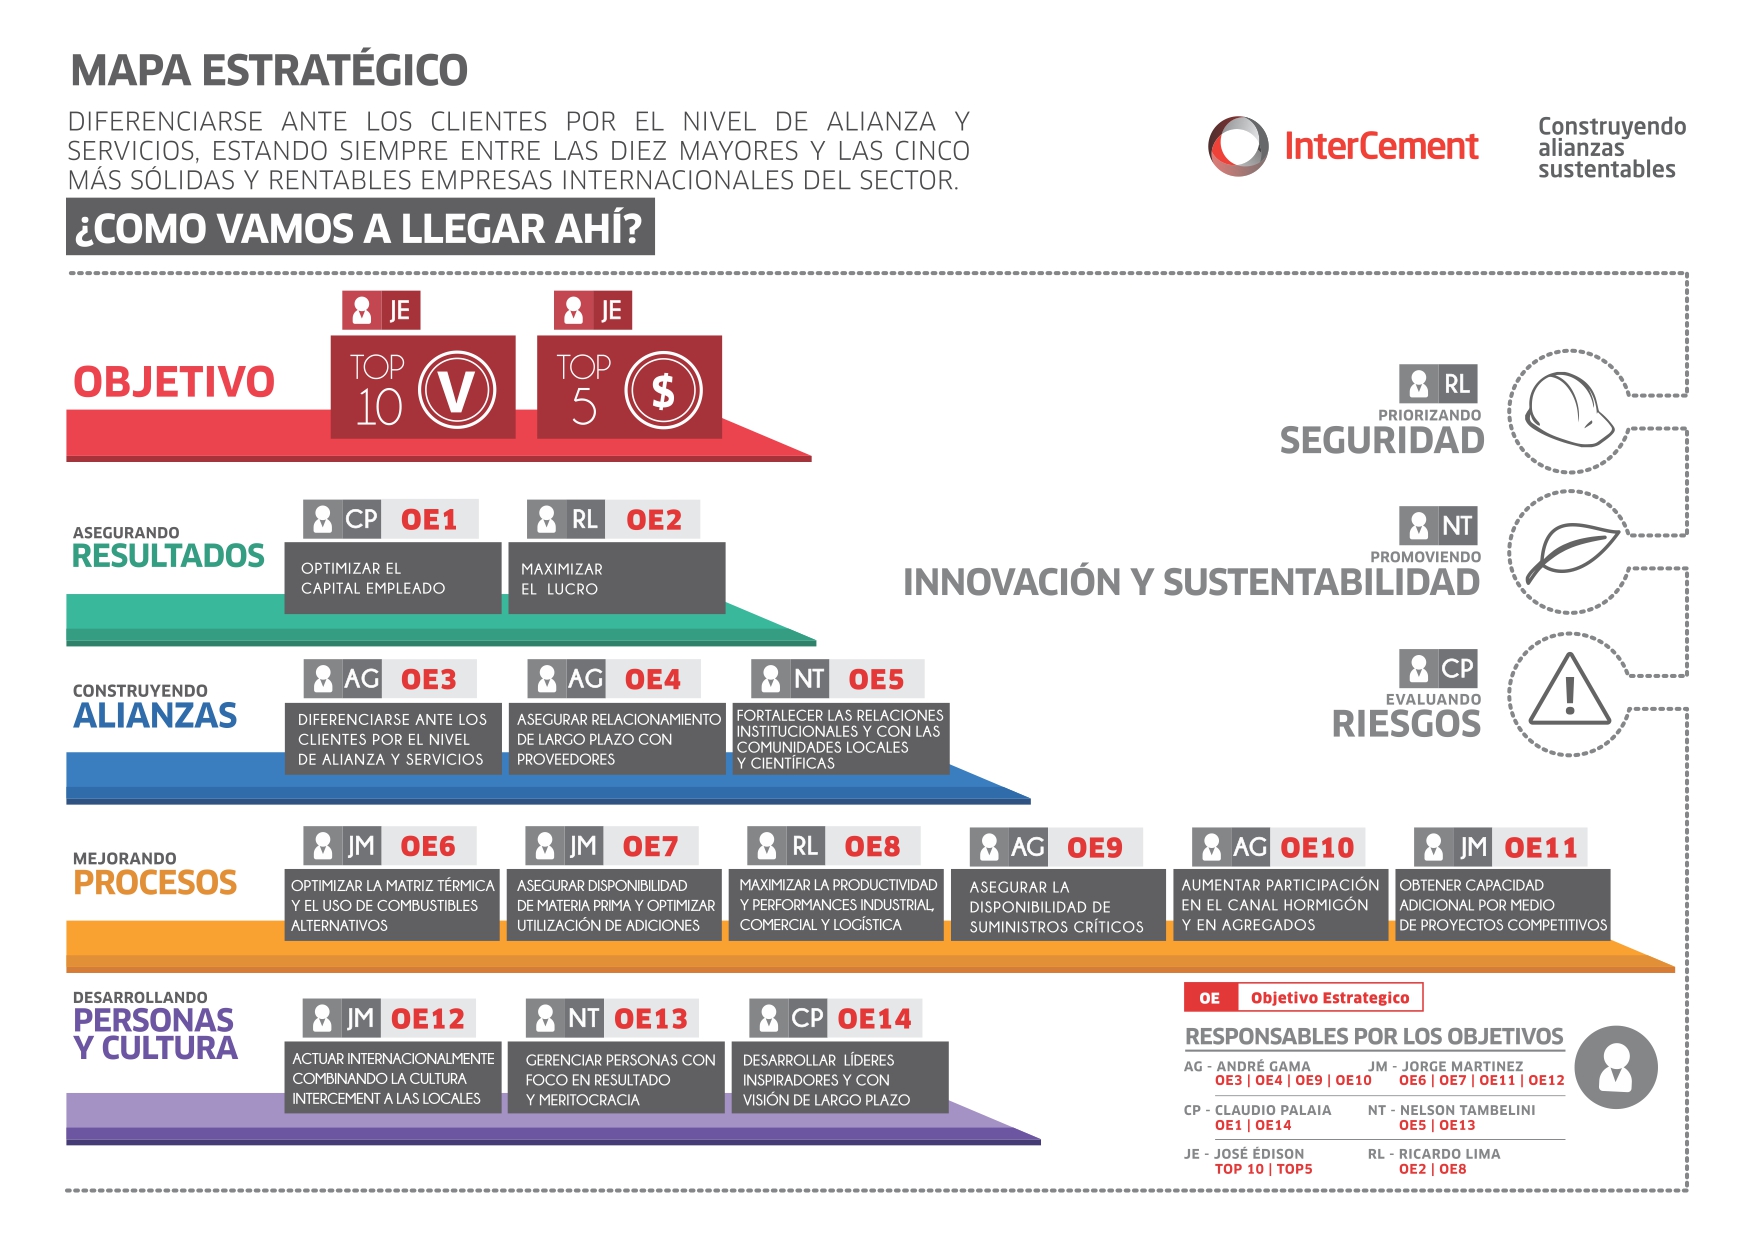 MAPA ESTRATÉGICO
DIFERENCIARSE ANTE LOS CLIENTES POR EL NIVEL DE ALIANZA Y
SERVICIOS, ESTANDO SIEMPRE ENTRE LAS DIEZ MAYORES Y LAS CINCO
MÁS SÓLIDAS Y RENTABLES EMPRESAS INTERNACIONALES DEL SECTOR.
¿COMO VAMOS A LLEGAR AHÍ?
InterCement
Construyendo
alianzas
sustentables
OBJETIVO
JE
TOP
10
V
JE
TOP
5
$
RL
PRIORIZANDO
SEGURIDAD
NT
PROMOVIENDO
INNOVACIÓN Y SUSTENTABILIDAD
CP
EVALUANDO
RIESGOS
!
ASEGURANDO
RESULTADOS
CP OE1
OPTIMIZAR EL
CAPITAL EMPLEADO
RL OE2
MAXIMIZAR
EL LUCRO
CONSTRUYENDO
ALIANZAS
AG OE3
DIFERENCIARSE ANTE LOS
CLIENTES POR EL NIVEL
DE ALIANZA Y SERVICIOS
AG OE4
ASEGURAR RELACIONAMIENTO
DE LARGO PLAZO CON
PROVEEDORES
NT OE5
FORTALECER LAS RELACIONES
INSTITUCIONALES Y CON LAS
COMUNIDADES LOCALES
Y CIENTÍFICAS
MEJORANDO
PROCESOS
JM OE6
OPTIMIZAR LA MATRIZ TÉRMICA
Y EL USO DE COMBUSTIBLES
ALTERNATIVOS
JM OE7
ASEGURAR DISPONIBILIDAD
DE MATERIA PRIMA Y OPTIMIZAR
UTILIZACIÓN DE ADICIONES
RL OE8
MAXIMIZAR LA PRODUCTIVIDAD
Y PERFORMANCES INDUSTRIAL,
COMERCIAL Y LOGÍSTICA
AG OE9
ASEGURAR LA
DISPONIBILIDAD DE
SUMINISTROS CRÍTICOS
AG OE10
AUMENTAR PARTICIPACIÓN
EN EL CANAL HORMIGÓN
Y EN AGREGADOS
JM OE11
OBTENER CAPACIDAD
ADICIONAL POR MEDIO
DE PROYECTOS COMPETITIVOS
DESARROLLANDO
PERSONAS
Y CULTURA
JM OE12
ACTUAR INTERNACIONALMENTE
COMBINANDO LA CULTURA
INTERCEMENT A LAS LOCALES
NT OE13
GERENCIAR PERSONAS CON
FOCO EN RESULTADO
Y MERITOCRACIA
CP OE14
DESARROLLAR LÍDERES
INSPIRADORES Y CON
VISIÓN DE LARGO PLAZO
OE Objetivo Estrategico
RESPONSABLES POR LOS OBJETIVOS
AG - ANDRÉ GAMA
OE3 | OE4 | OE9 | OE10
JM - JORGE MARTINEZ
OE6 | OE7 | OE11 | OE12
CP - CLAUDIO PALAIA
OE1 | OE14
NT - NELSON TAMBELINI
OE5 | OE13
JE - JOSÉ ÉDISON
TOP 10 | TOP5
RL - RICARDO LIMA
OE2 | OE8